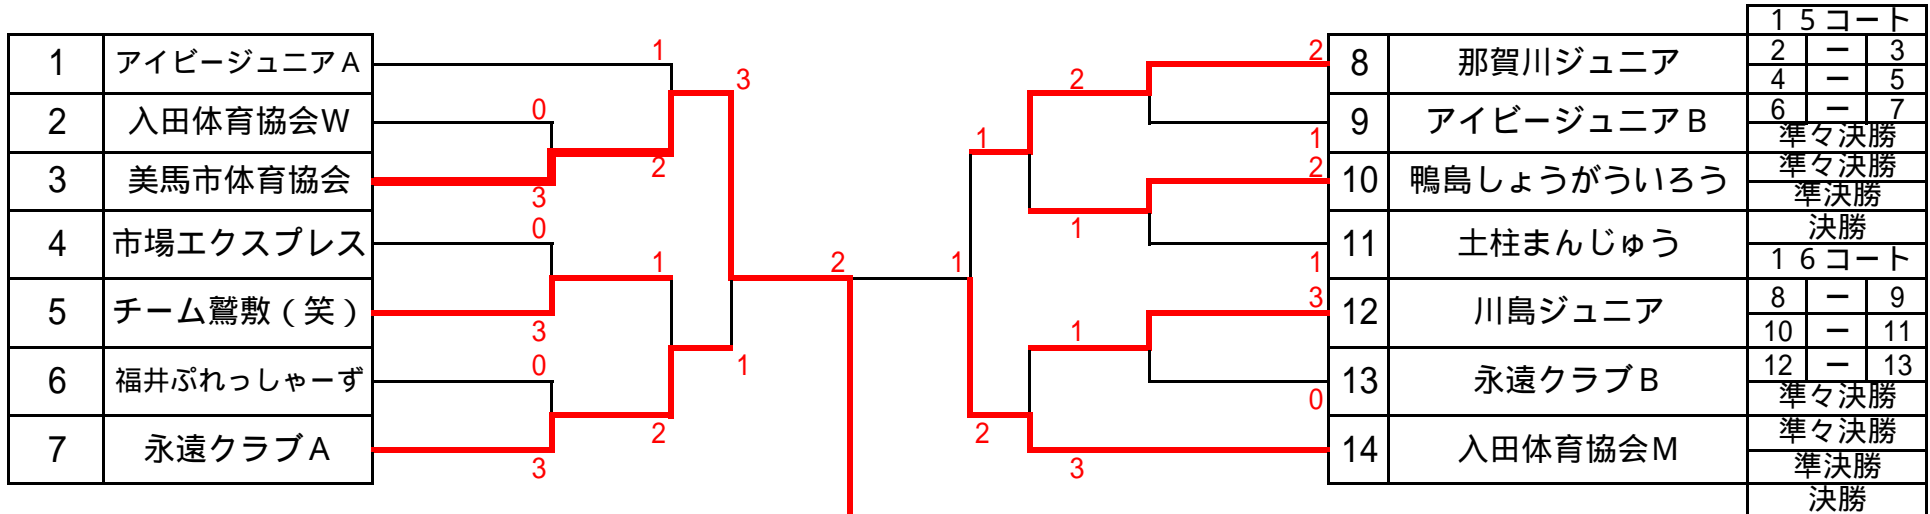 1 アイビージュニアA
2 入田体育協会W
3 美馬市体育協会
4 市場エクスプレス
5 チーム鷲敷(笑)
6 福井ぷれっしゃーず
7 永遠クラブA
1
0
3
2
3
0
1
3
0
1
2
3
2
1
1
2
2
1
1
2
1
1
3
1
0
2
3
8 那賀川ジュニア
9 アイビージュニアB
10 鴨島しょうがういろう
11 土柱まんじゅう
12 川島ジュニア
13 永遠クラブB
14 入田体育協会M
15コート
2 ー 3
4 ー 5
6 ー 7
準々決勝
準々決勝
準決勝
決勝
16コート
8 ー 9
10 ー 11
12 ー 13
準々決勝
準々決勝
準決勝
決勝